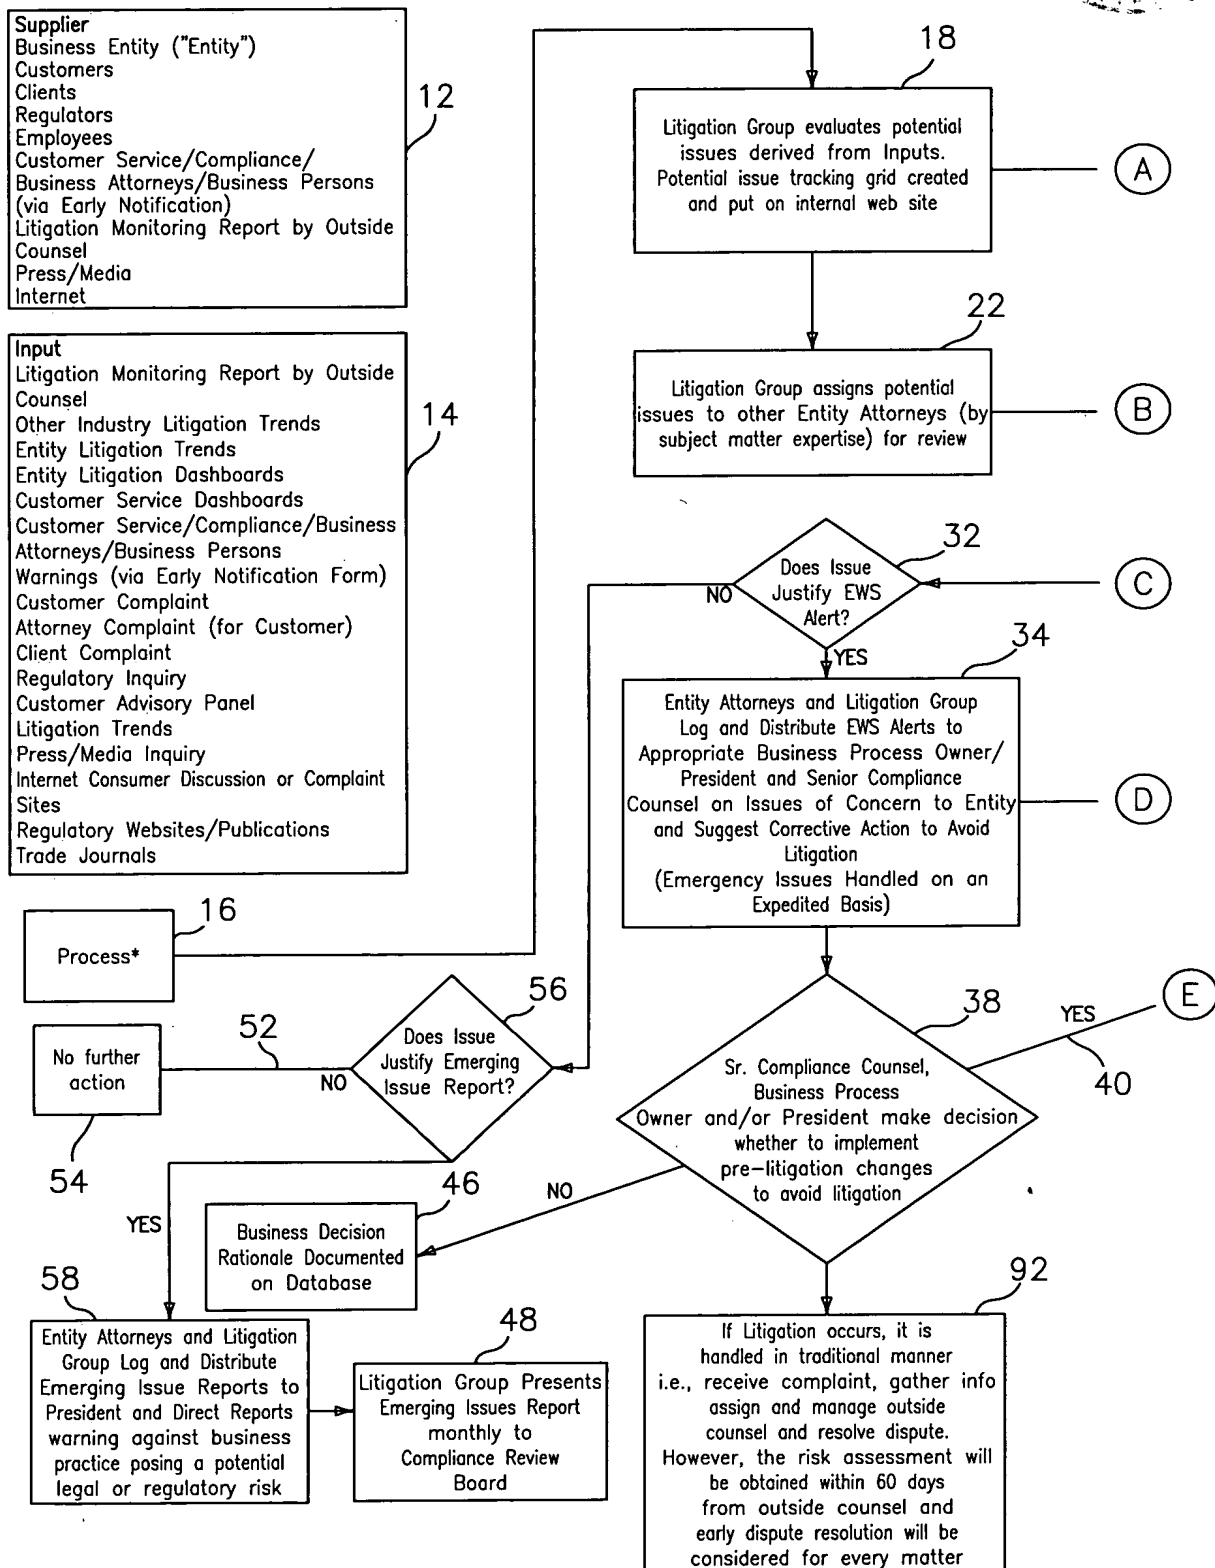 Supplier
Business Entity ("Entity")
Customers
Clients
Regulators
Employees
Customer Service/Compliance/
Business Attorneys/Business Persons
(via Early Notification)
Litigation Monitoring Report by Outside
Counsel
Press/Media
Internet
12
Input
Litigation Monitoring Report by Outside
Counsel
Other Industry Litigation Trends
Entity Litigation Trends
Entity Litigation Dashboards
Customer Service Dashboards
Customer Service/Compliance/Business
Attorneys/Business Persons
Warnings (via Early Notification Form)
Customer Complaint
Attorney Complaint (for Customer)
Client Complaint
Regulatory Inquiry
Customer Advisory Panel
Litigation Trends
Press/Media Inquiry
Internet Consumer Discussion or Complaint
Sites
Regulatory Websites/Publications
Trade Journals
14
16
Process*
18
Litigation Group evaluates potential
issues derived from Inputs.
Potential issue tracking grid created
and put on internal web site
A
22
Litigation Group assigns potential
issues to other Entity Attorneys (by
subject matter expertise) for review
B
32
Does Issue
Justify EWS
Alert?
NO
YES
C
34
Entity Attorneys and Litigation Group
Log and Distribute EWS Alerts to
Appropriate Business Process Owner/
President and Senior Compliance
Counsel on Issues of Concern to Entity
and Suggest Corrective Action to Avoid
Litigation
(Emergency Issues Handled on an
Expedited Basis)
D
38
Sr. Compliance Counsel,
Business Process
Owner and/or President make decision
whether to implement
pre-litigation changes
to avoid litigation
YES
40
E
NO
56
Does Issue
Justify Emerging
Issue Report?
52
NO
No further
action
54
YES
46
Business Decision
Rationale Documented
on Database
58
Entity Attorneys and Litigation
Group Log and Distribute
Emerging Issue Reports to
President and Direct Reports
warning against business
practice posing a potential
legal or regulatory risk
48
Litigation Group Presents
Emerging Issues Report
monthly to
Compliance Review
Board
92
If Litigation occurs, it is
handled in traditional manner
i.e., receive complaint, gather info
assign and manage outside
counsel and resolve dispute.
However, the risk assessment will
be obtained within 60 days
from outside counsel and
early dispute resolution will be
considered for every matter